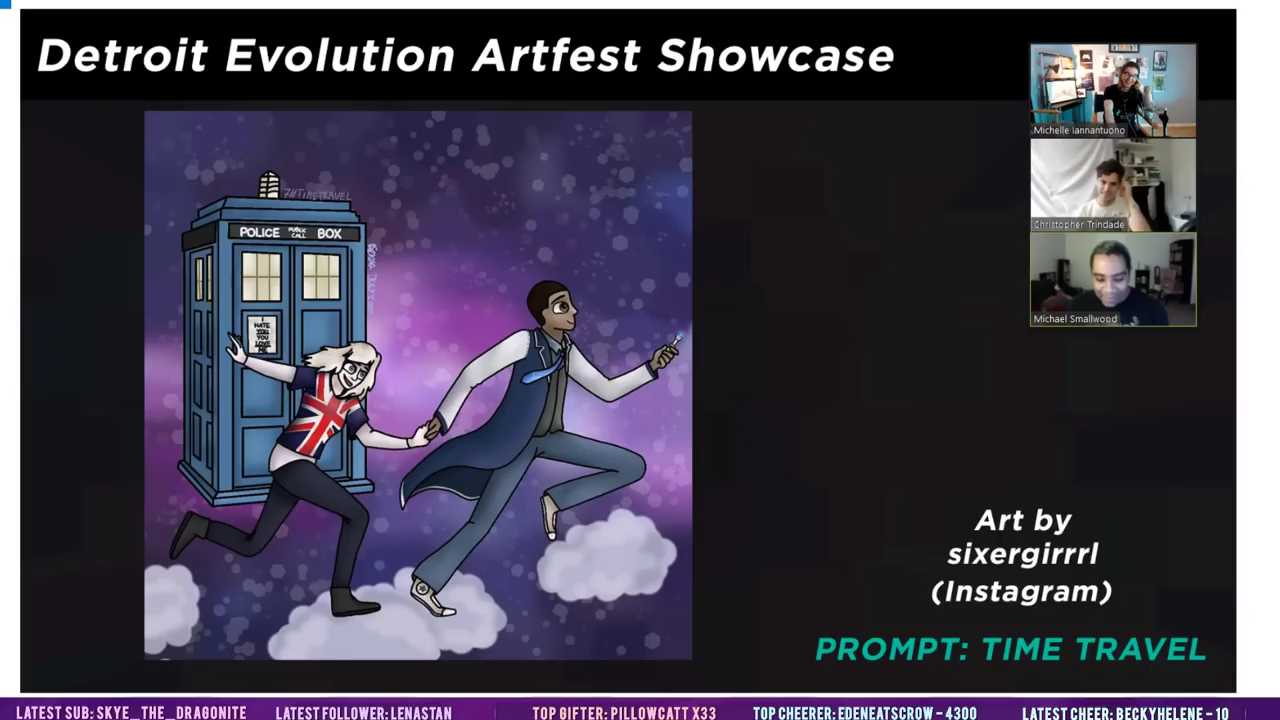 Detroit Evolution Artfest Showcase
Michelle Iannantuono
Christopher Trindade
Michael Smallwood
7//TIMETRAVEL
POLICE PUBLIC CALL BOX
I
HATE
YOU
YOU
LOVE
ME
Art by
sixergirrrl
(Instagram)
PROMPT: TIME TRAVEL
LATEST SUB: SKYE_THE_DRAGONITE
LATEST FOLLOWER: LENASTAN
TOP GIFTER: PILLOWCATT X33
TOP CHEERER: EDENEATSCROW - 4300
LATEST CHEER: BECKYHELENE - 10